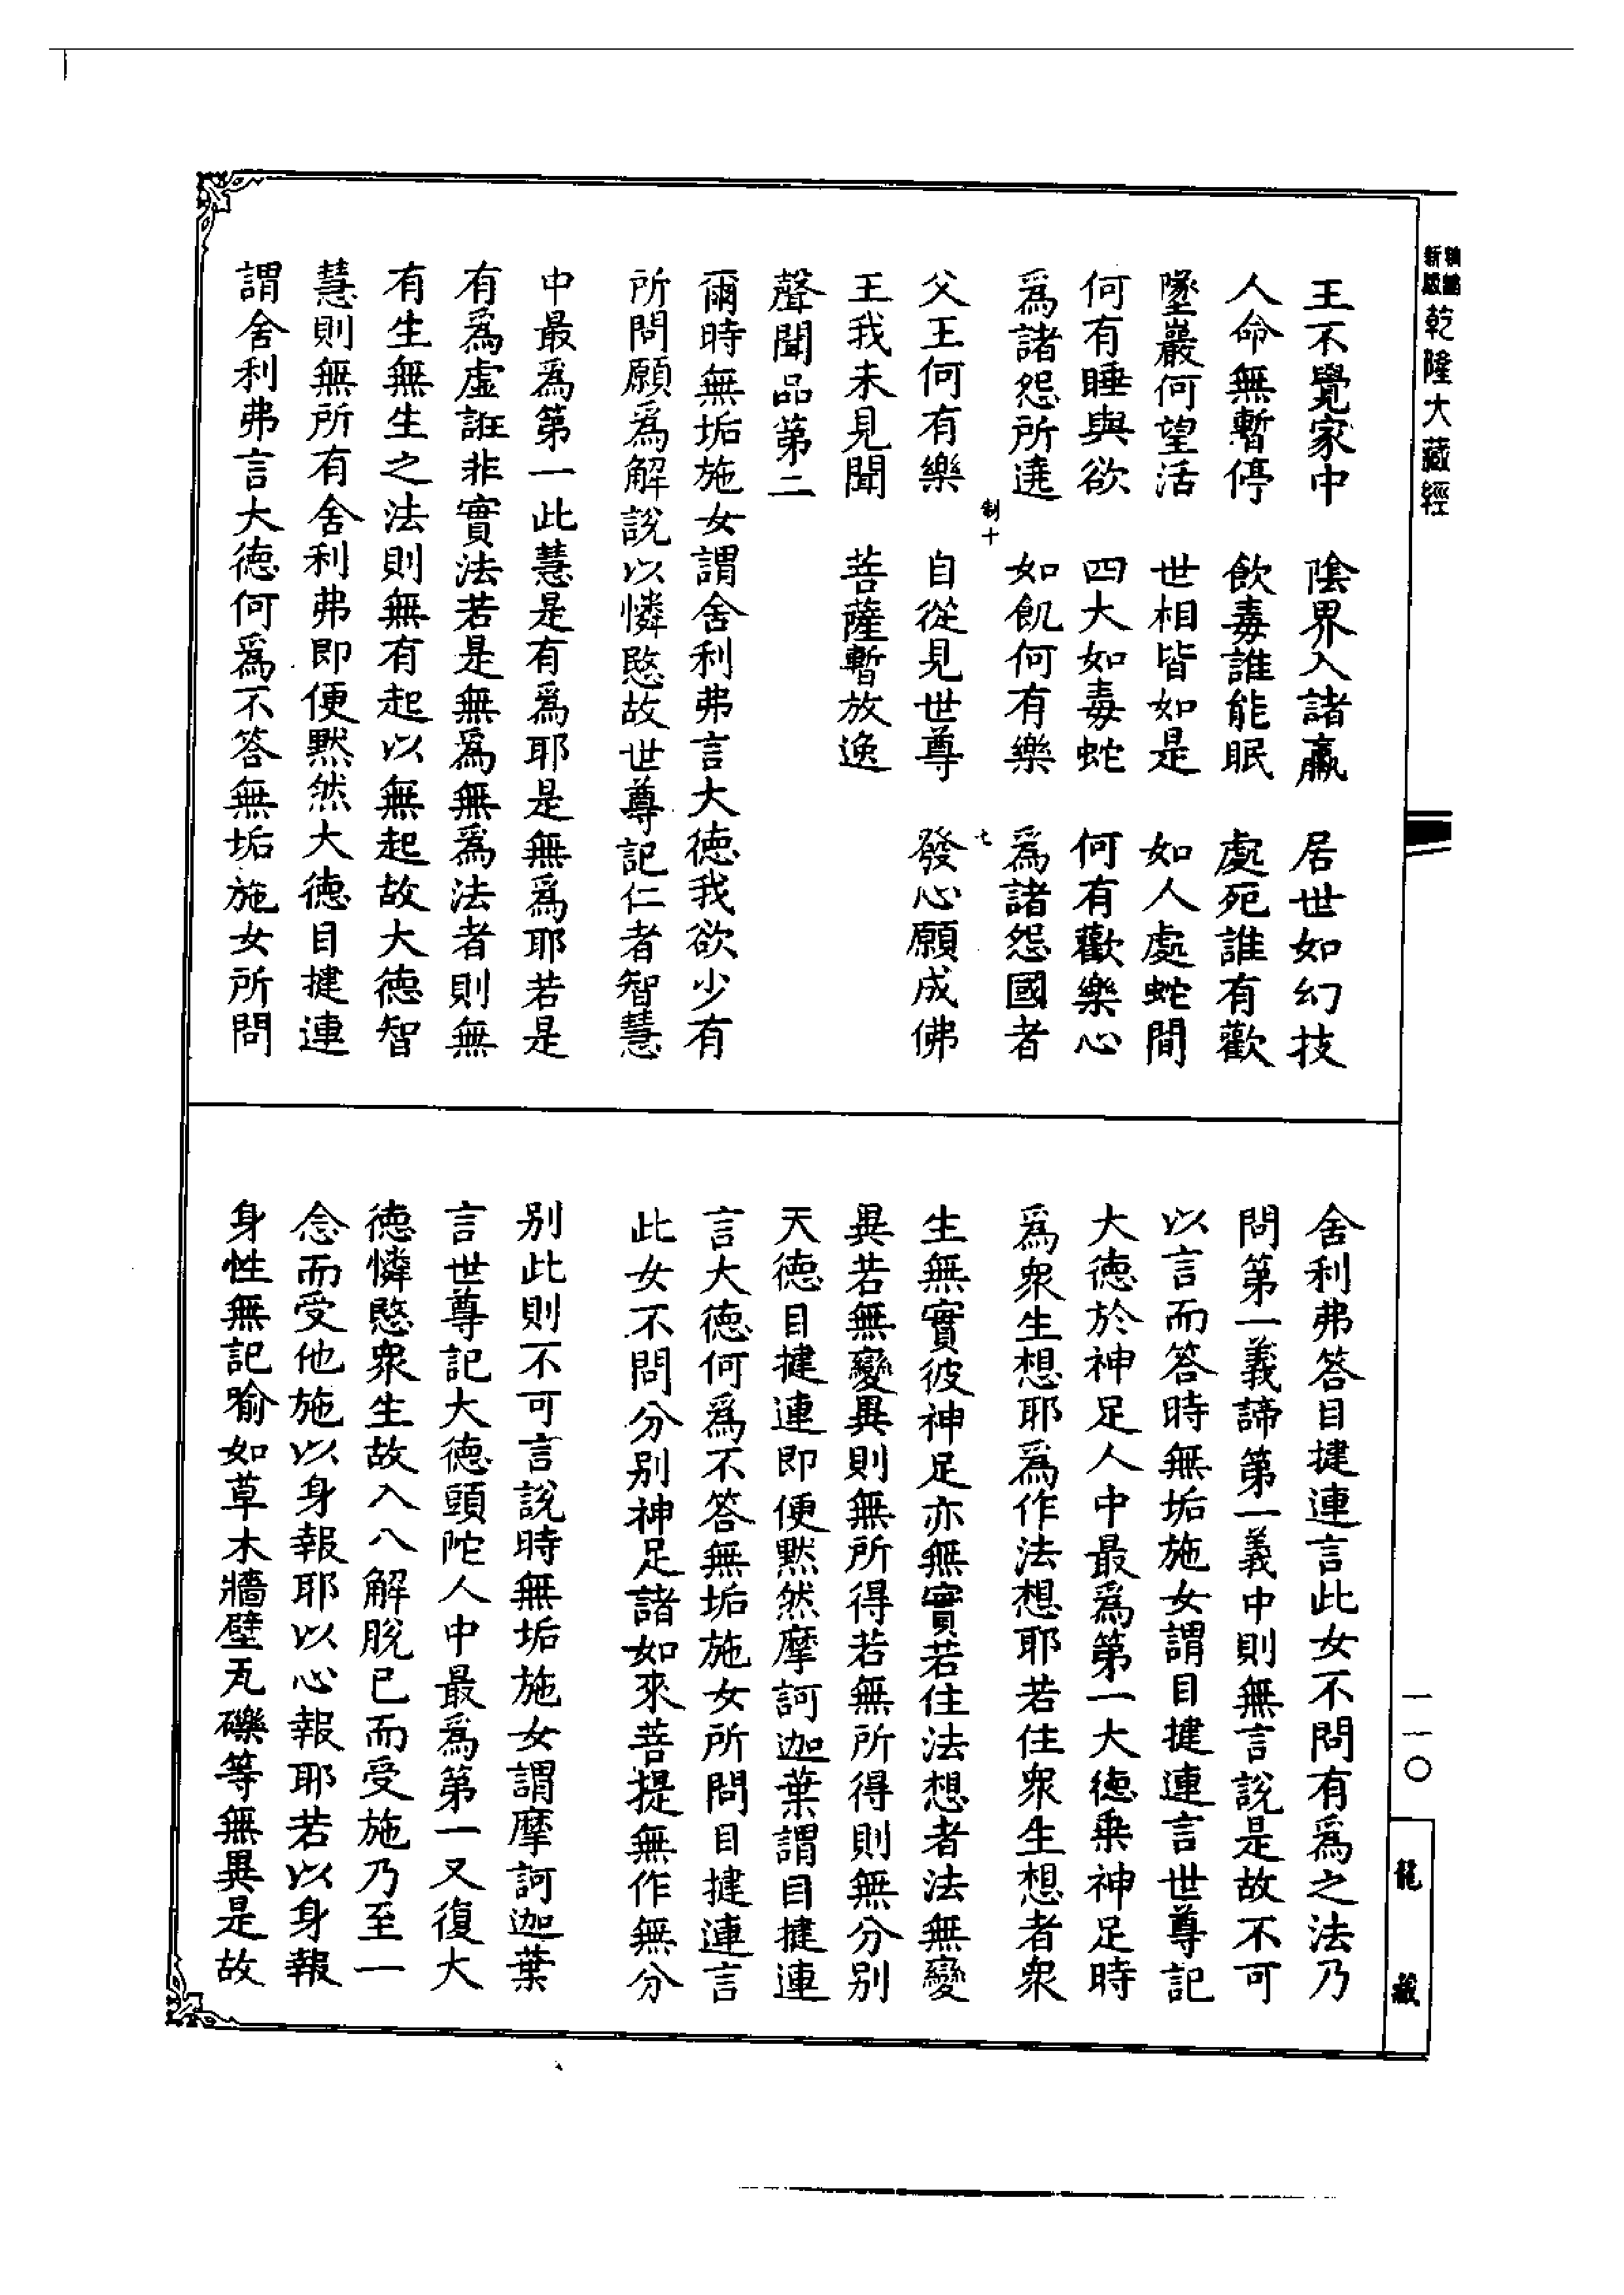 乾隆大藏經
王不覺家中　陰界入諸羸　居世如幻技
人命無暫停　飲毒誰能眠　處死誰有歡
墜巖何望活　世相皆如是　如人處蛇間
何有睡與欲　四大如毒蛇　何有歡樂心
爲諸怨所遶　如飢何有樂　爲諸怨國者
制十　七
父王何有樂　自從見世尊　發心願成佛
王我未見聞　菩薩暫放逸
聲聞品第二
爾時無垢施女謂舍利弗言大德我欲少有
所問願爲解說以憐愍故世尊記仁者智慧
中最爲第一此慧是有爲耶是無爲耶若是
有爲虛誑非實法若是無爲無爲法者則無
有生無生之法則無有起以無起故大德智
慧則無所有舍利弗即便默然大德目揵連
謂舍利弗言大德何爲不答無垢施女所問
舍利弗答目揵連言此女不問有爲之法乃
問第一義諦第一義中則無言說是故不可
以言而答時無垢施女謂目揵連言世尊記
大德於神足人中最爲第一大德乘神足時
爲衆生想耶爲作法想耶若住衆生想者衆
生無實彼神足亦無實若住法想者法無變
異若無變異則無所得若無所得則無分別
天德目揵連即便默然摩訶迦葉謂目揵連
言大德何爲不答無垢施女所問目揵連言
此女不問分別神足諸如來菩提無作無分
別此則不可言說時無垢施女謂摩訶迦葉
言世尊記大德頭陀人中最爲第一又復大
德憐愍衆生故入八解脫已而受施乃至一
念而受他施以身報耶以心報耶若以身報
身性無記喻如草木牆壁瓦礫等無異是故
一一〇
龍藏